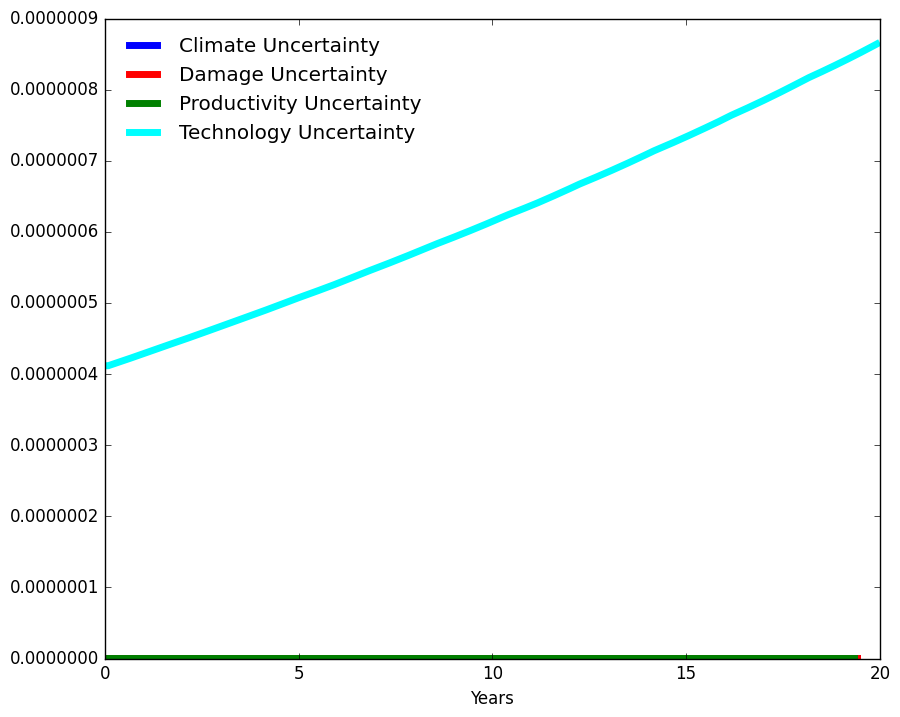 0.0000009
0.0000008
0.0000007
0.0000006
0.0000005
0.0000004
0.0000003
0.0000002
0.0000001
0.0000000
Climate Uncertainty
Damage Uncertainty
Productivity Uncertainty
Technology Uncertainty
0 5 10 15 20
Years